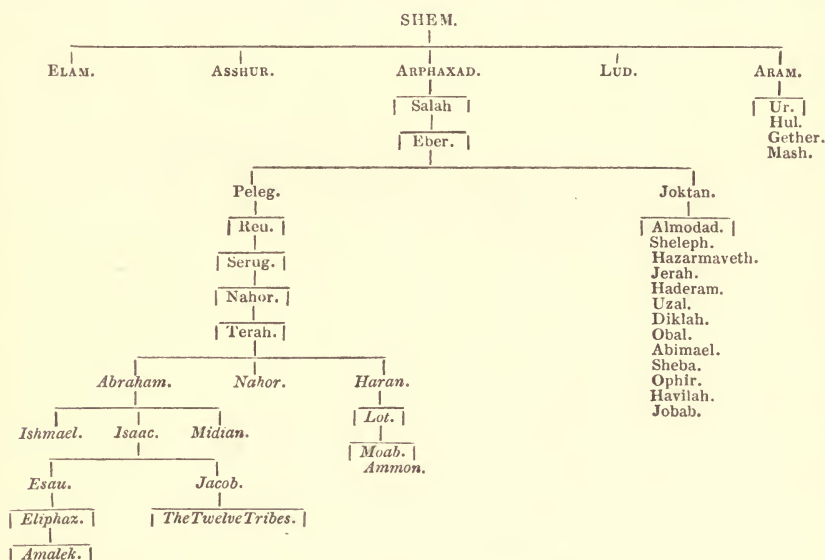 SHEM.
ELAM. ASSHUR. ARPHAXAD. LUD. ARAM.
Salah Ur.
Hul.
Eber. Gether.
Mash.
Peleg. Joktan.
Reu. Almodad.
Sheleph.
Serug. Hazarmaveth.
Jerah.
Nahor. Haderam.
Uzal.
Terah. Diklah.
Obal.
Abimael.
Abraham. Nahor. Haran. Sheba.
Ophir.
Lot. Havilah.
Ishmael. Isaac. Midian. Jobab.
Moab.
Ammon.
Esau. Jacob.
Eliphaz. The Twelve Tribes.
Amalek.